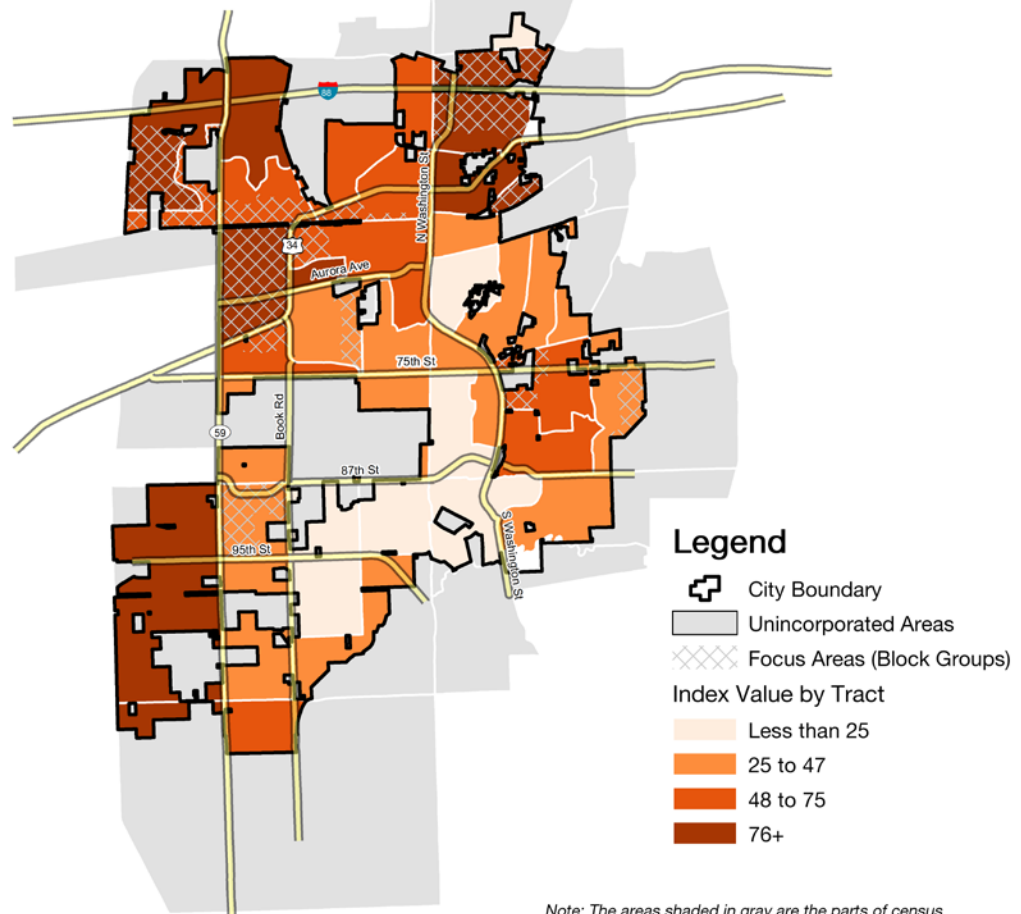 88
N Washington St
34
Aurora Ave
75th St
Book Rd
59
87th St
S Washington St
95th St
Legend
City Boundary
Unincorporated Areas
Focus Areas (Block Groups)
Index Value by Tract
Less than 25
25 to 47
48 to 75
76+
Note: The areas shaded in gray are the parts of census